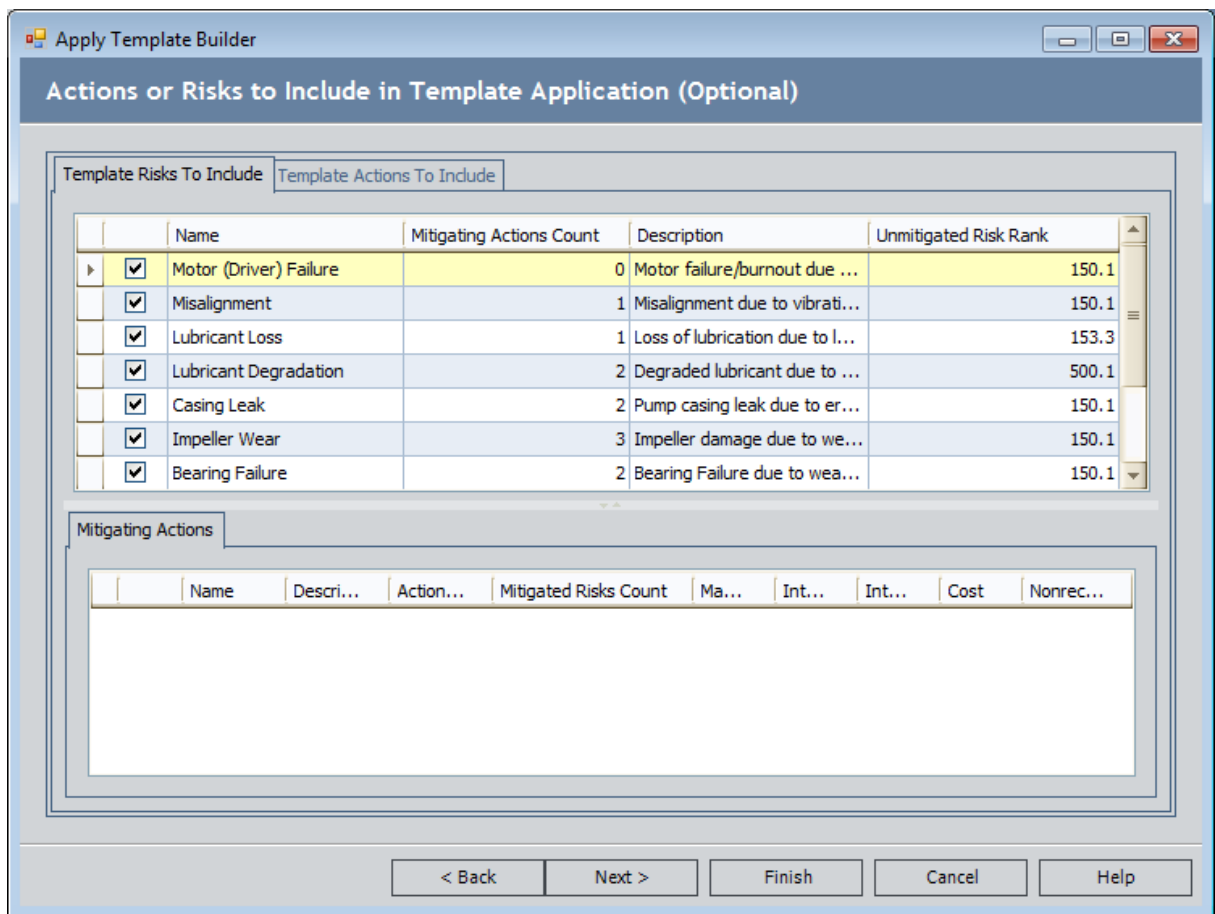 Apply Template Builder
Actions or Risks to Include in Template Application (Optional)
Template Risks To Include Template Actions To Include
Name Mitigating Actions Count Description Unmitigated Risk Rank
Motor (Driver) Failure 0 Motor failure/burnout due ... 150.1
Misalignment 1 Misalignment due to vibrati... 150.1
Lubricant Loss 1 Loss of lubrication due to l... 153.3
Lubricant Degradation 2 Degraded lubricant due to ... 500.1
Casing Leak 2 Pump casing leak due to er... 150.1
Impeller Wear 3 Impeller damage due to we... 150.1
Bearing Failure 2 Bearing Failure due to wea... 150.1
Mitigating Actions
Name Descri... Action... Mitigated Risks Count Ma... Int... Int... Cost Nonrec...
< Back Next > Finish Cancel Help